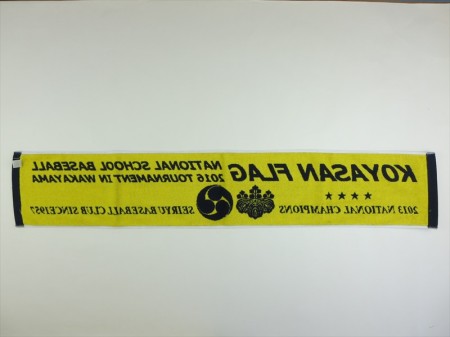 KOYASAN FLAG
NATIONAL SCHOOL BASEBALL
2016 TOURNAMENT IN WAKAYAMA
2013 NATIONAL CHAMPIONS
SEIRYU BASEBALL CLUB SINCE1957